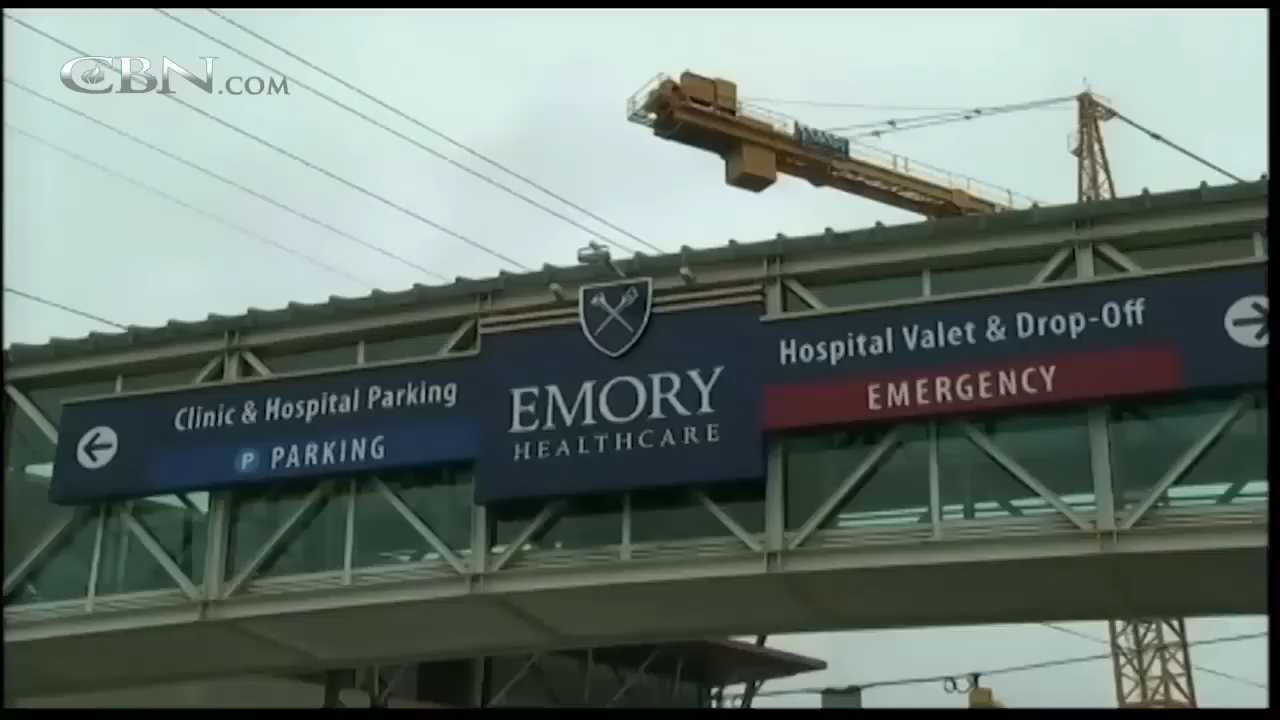 CBN.COM
Clinic & Hospital Parking
P PARKING
EMORY
HEALTHCARE
Hospital Valet & Drop-Off
EMERGENCY